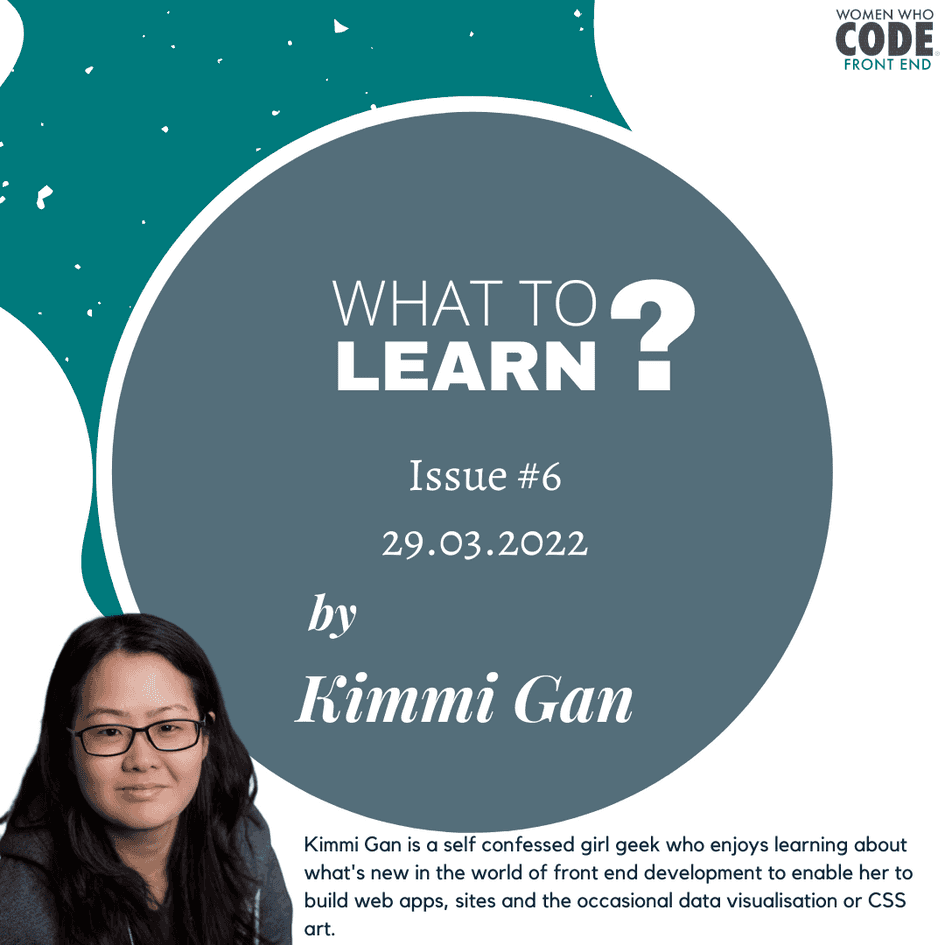 WOMEN WHO
CODE
FRONT END
WHAT TO
LEARN?
Issue #6
29.03.2022
by
Kimmi Gan
Kimmi Gan is a self confessed girl geek who enjoys learning about
what's new in the world of front end development to enable her to
build web apps, sites and the occasional data visualisation or CSS
art.